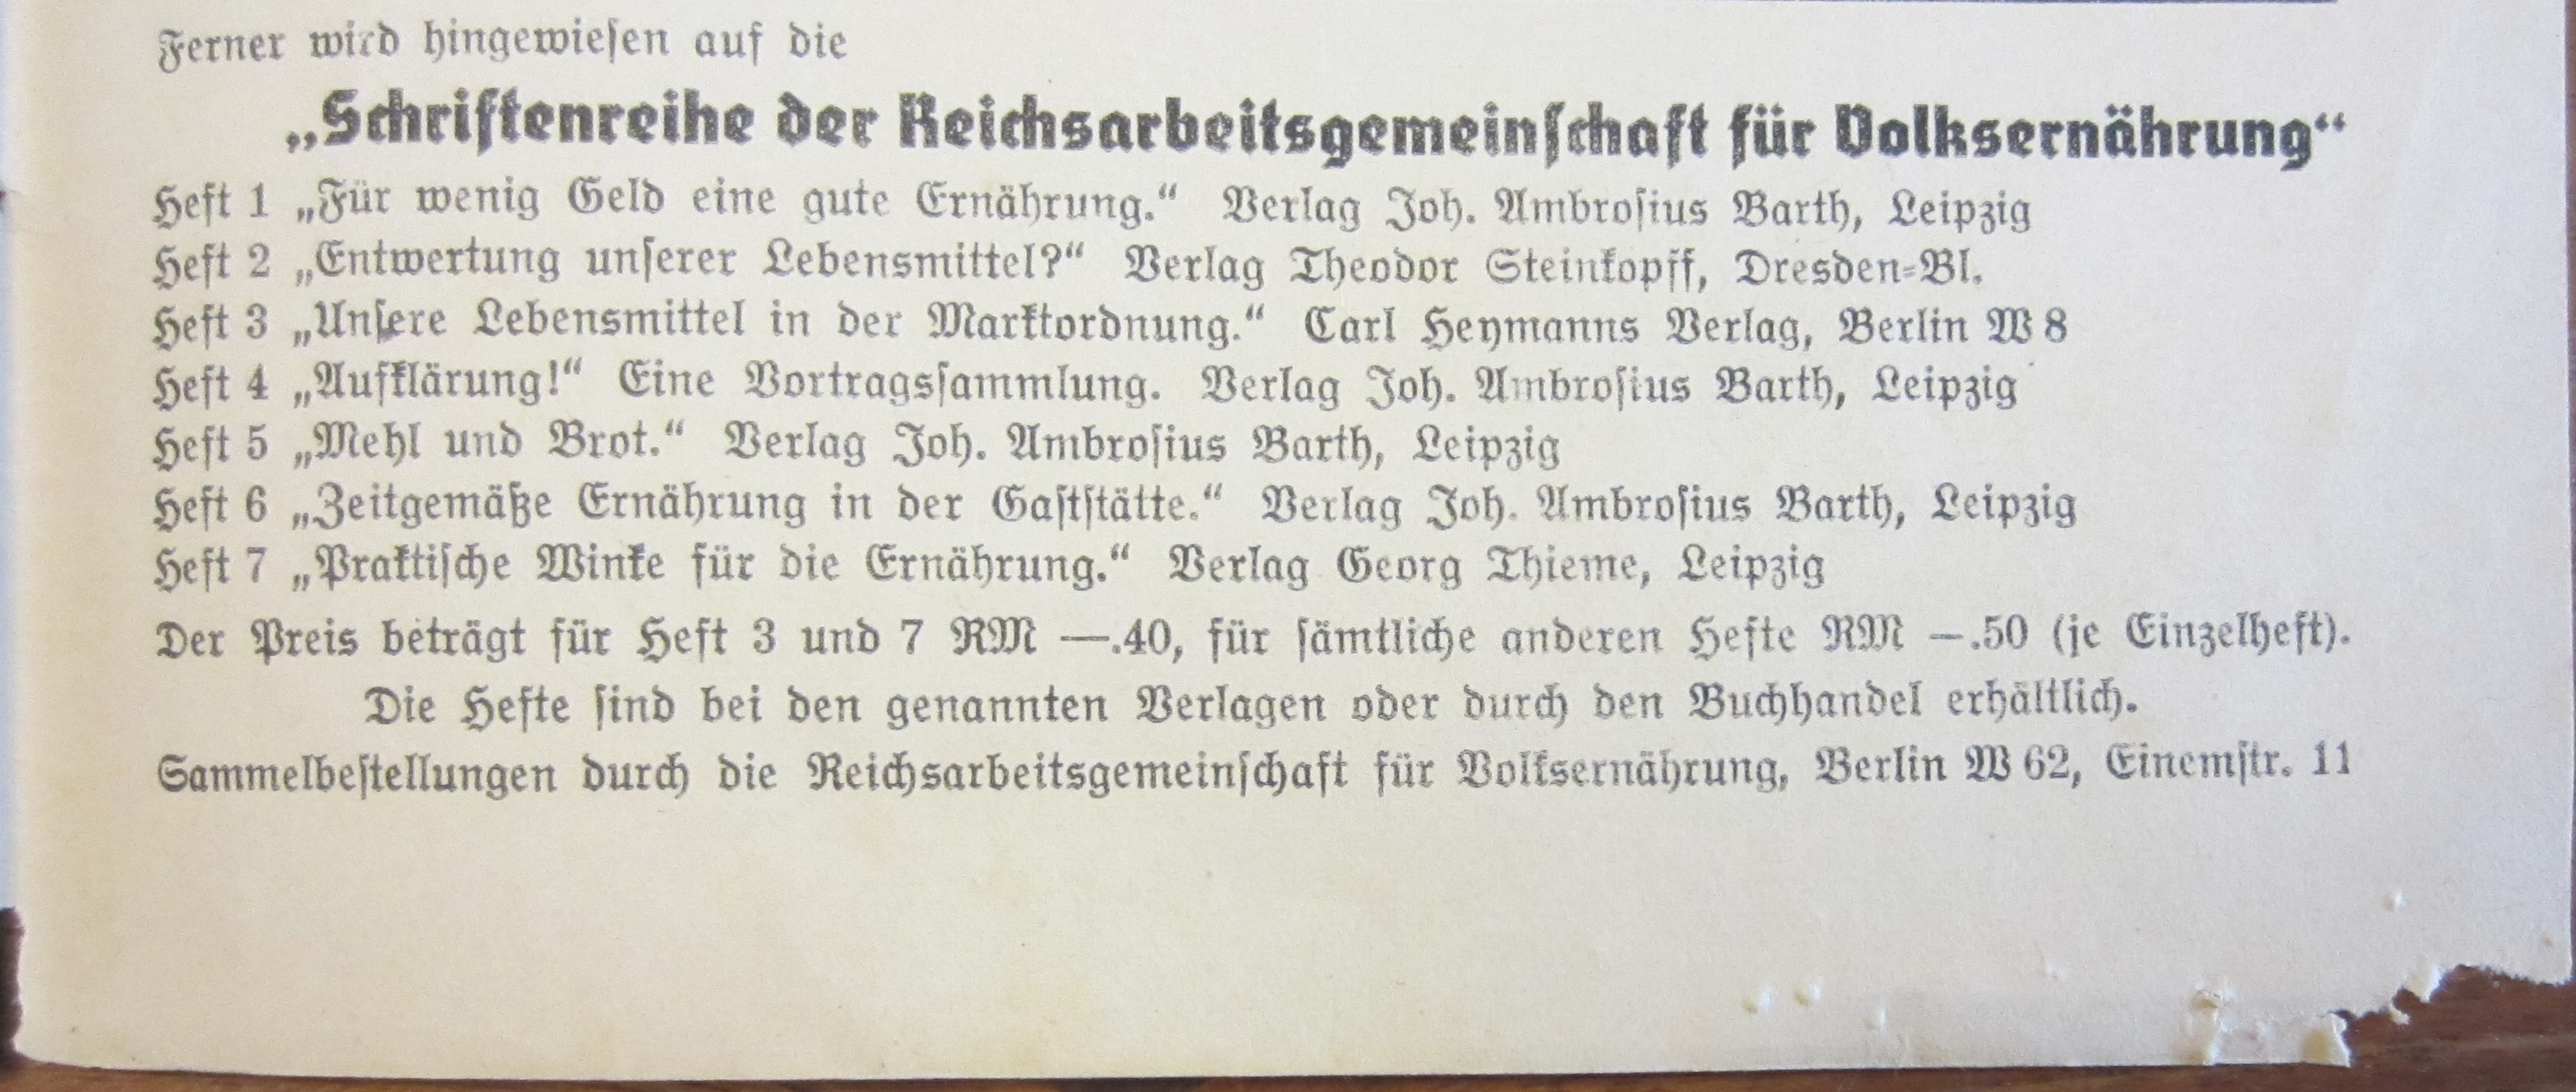 Ferner wird hingewiesen auf die
„Schriftenreihe der Reichsarbeitsgemeinschaft für Volksernährung“
Heft 1 „Für wenig Geld eine gute Ernährung.“ Verlag Joh. Ambrosius Barth, Leipzig
Heft 2 „Entwertung unserer Lebensmittel?“ Verlag Theodor Steinkopff, Dresden-Bl.
Heft 3 „Unsere Lebensmittel in der Marktordnung.“ Carl Heymanns Verlag, Berlin W 8
Heft 4 „Aufklärung!“ Eine Vortragssammlung. Verlag Joh. Ambrosius Barth, Leipzig
Heft 5 „Mehl und Brot.“ Verlag Joh. Ambrosius Barth, Leipzig
Heft 6 „Zeitgemäße Ernährung in der Gaststätte.“ Verlag Joh. Ambrosius Barth, Leipzig
Heft 7 „Praktische Winke für die Ernährung.“ Verlag Georg Thieme, Leipzig
Der Preis beträgt für Heft 3 und 7 RM —.40, für sämtliche anderen Hefte RM —.50 (je Einzelheft).
Die Hefte sind bei den genannten Verlagen oder durch den Buchhandel erhältlich.
Sammelbestellungen durch die Reichsarbeitsgemeinschaft für Volksernährung, Berlin W 62, Einemstr. 11